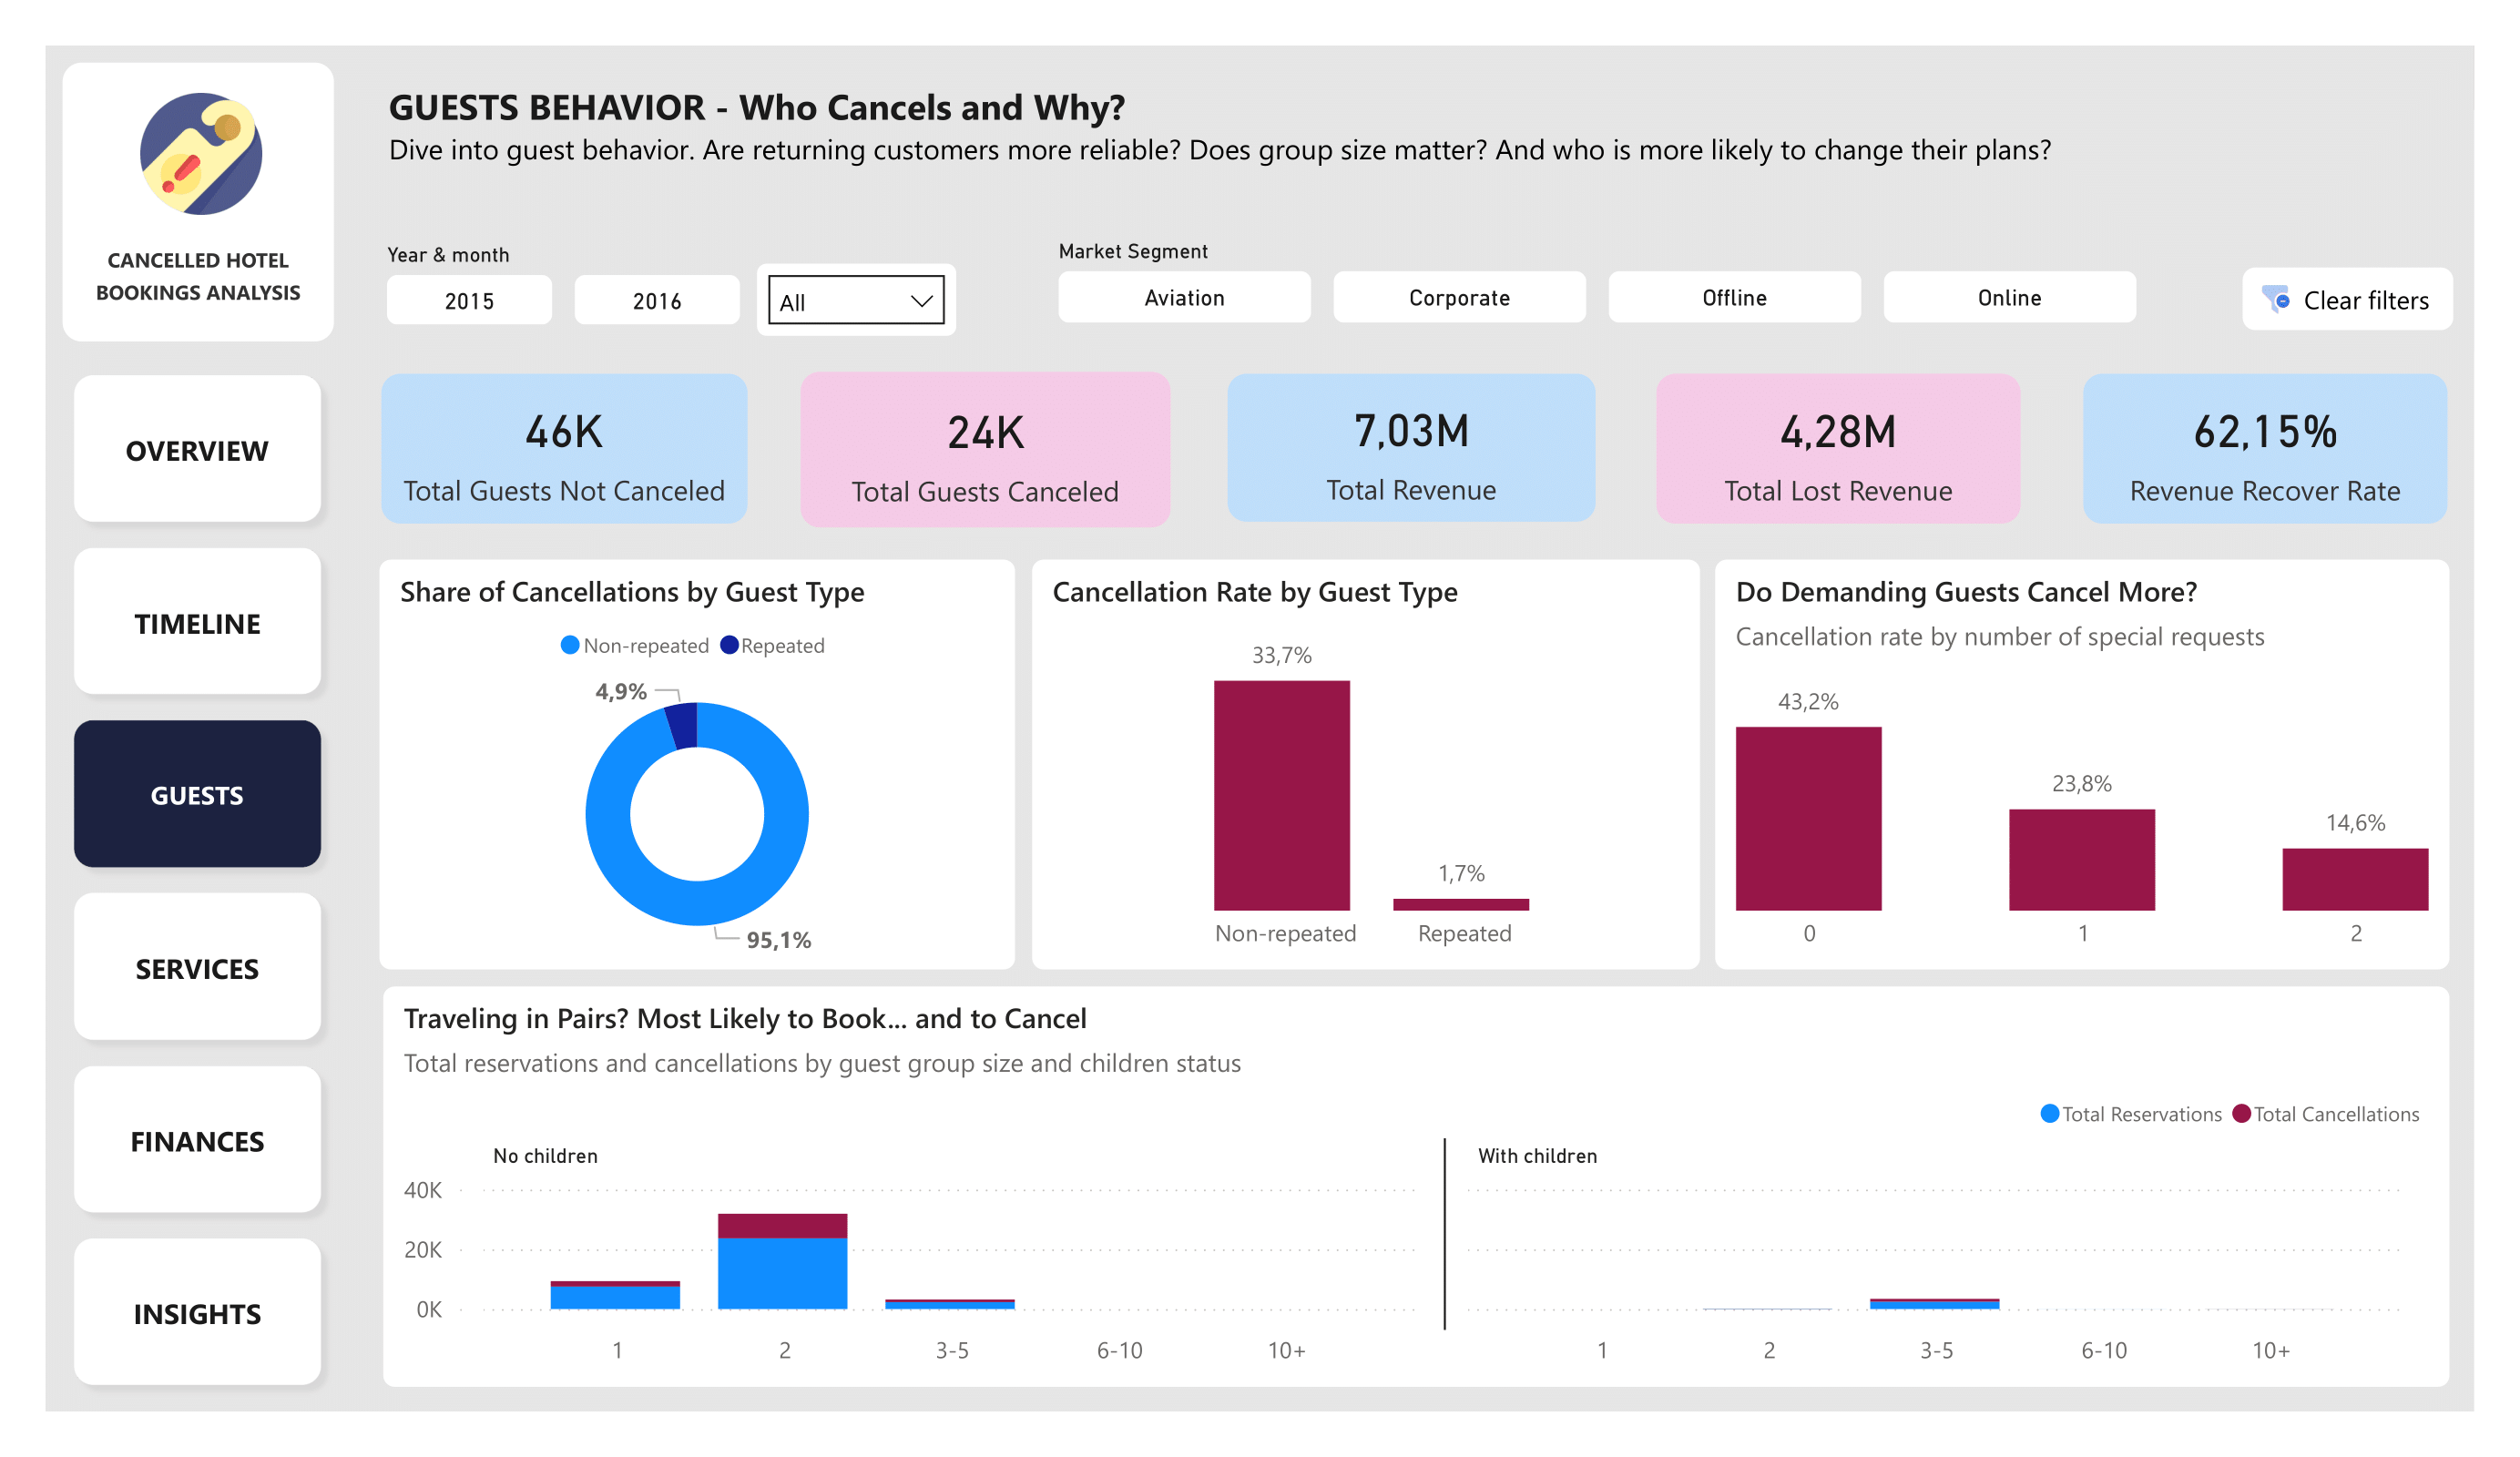 CANCELLED HOTEL
BOOKINGS ANALYSIS
OVERVIEW
TIMELINE
GUESTS
SERVICES
FINANCES
INSIGHTS
GUESTS BEHAVIOR - Who Cancels and Why?
Dive into guest behavior. Are returning customers more reliable? Does group size matter? And who is more likely to change their plans?
Year & month
2015
2016
All
Market Segment
Aviation
Corporate
Offline
Online
Clear filters
46K
Total Guests Not Canceled
24K
Total Guests Canceled
7,03M
Total Revenue
4,28M
Total Lost Revenue
62,15%
Revenue Recover Rate
Share of Cancellations by Guest Type
Non-repeated Repeated
4,9%
95,1%
Cancellation Rate by Guest Type
33,7%
1,7%
Non-repeated Repeated
Do Demanding Guests Cancel More?
Cancellation rate by number of special requests
43,2%
23,8%
14,6%
0 1 2
Traveling in Pairs? Most Likely to Book... and to Cancel
Total reservations and cancellations by guest group size and children status
Total Reservations Total Cancellations
No children
With children
40K
20K
0K
1 2 3-5 6-10 10+
1 2 3-5 6-10 10+